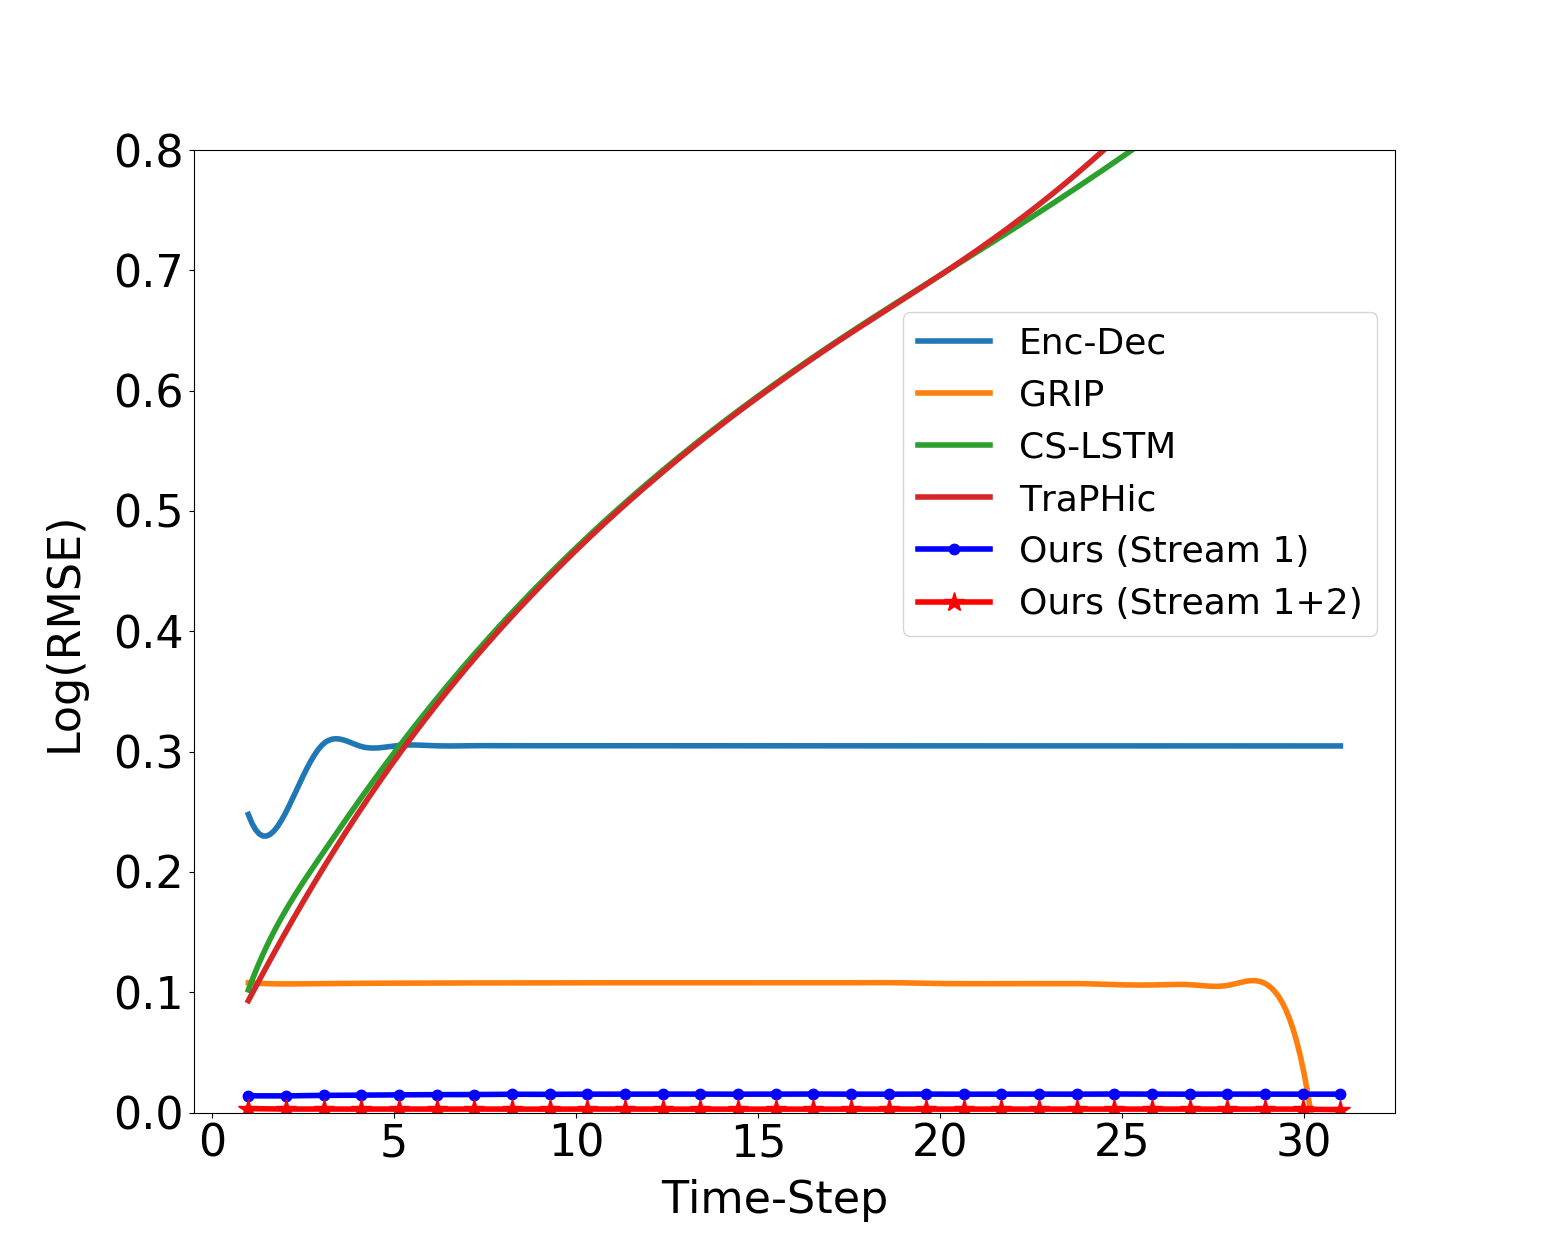 0.8
0.7
0.6
0.5
0.4
0.3
0.2
0.1
0.0
Log(RMSE)
Enc-Dec
GRIP
CS-LSTM
TraPHic
Ours (Stream 1)
Ours (Stream 1+2)
0 5 10 15 20 25 30
Time-Step